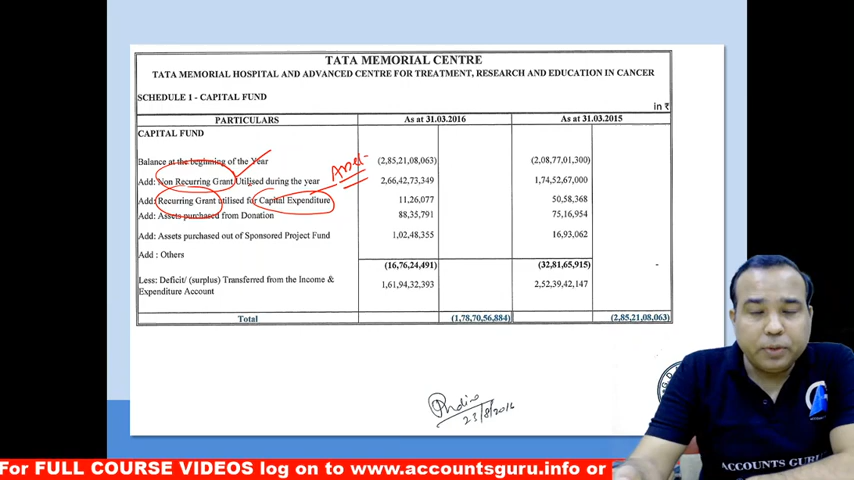 TATA MEMORIAL CENTRE
TATA MEMORIAL HOSPITAL AND ADVANCED CENTRE FOR TREATMENT, RESEARCH AND EDUCATION IN CANCER
SCHEDULE 1 - CAPITAL FUND
in ₹
PARTICULARS As at 31.03.2016 As at 31.03.2015
CAPITAL FUND
Balance at the beginning of the Year (2,85,21,08,063) (2,08,77,01,300)
Add: Non Recurring Grant Utilised during the year 2,66,42,73,349 1,74,52,67,000
Add: Recurring Grant utilised for Capital Expenditure 11,26,077 50,58,368
Add: Assets purchased from Donation 88,35,791 75,16,954
Add: Assets purchased out of Sponsored Project Fund 1,02,48,355 16,93,062
Add : Others
(16,76,24,491) (32,81,65,915) -
Less: Deficit/ (surplus) Transferred from the Income & 1,61,94,32,393 2,52,39,42,147
Expenditure Account
Total (1,78,70,56,884) (2,85,21,08,063)
23/8/2016
ACCOUNTS GURU
For FULL COURSE VIDEOS log on to www.accountsguru.info or